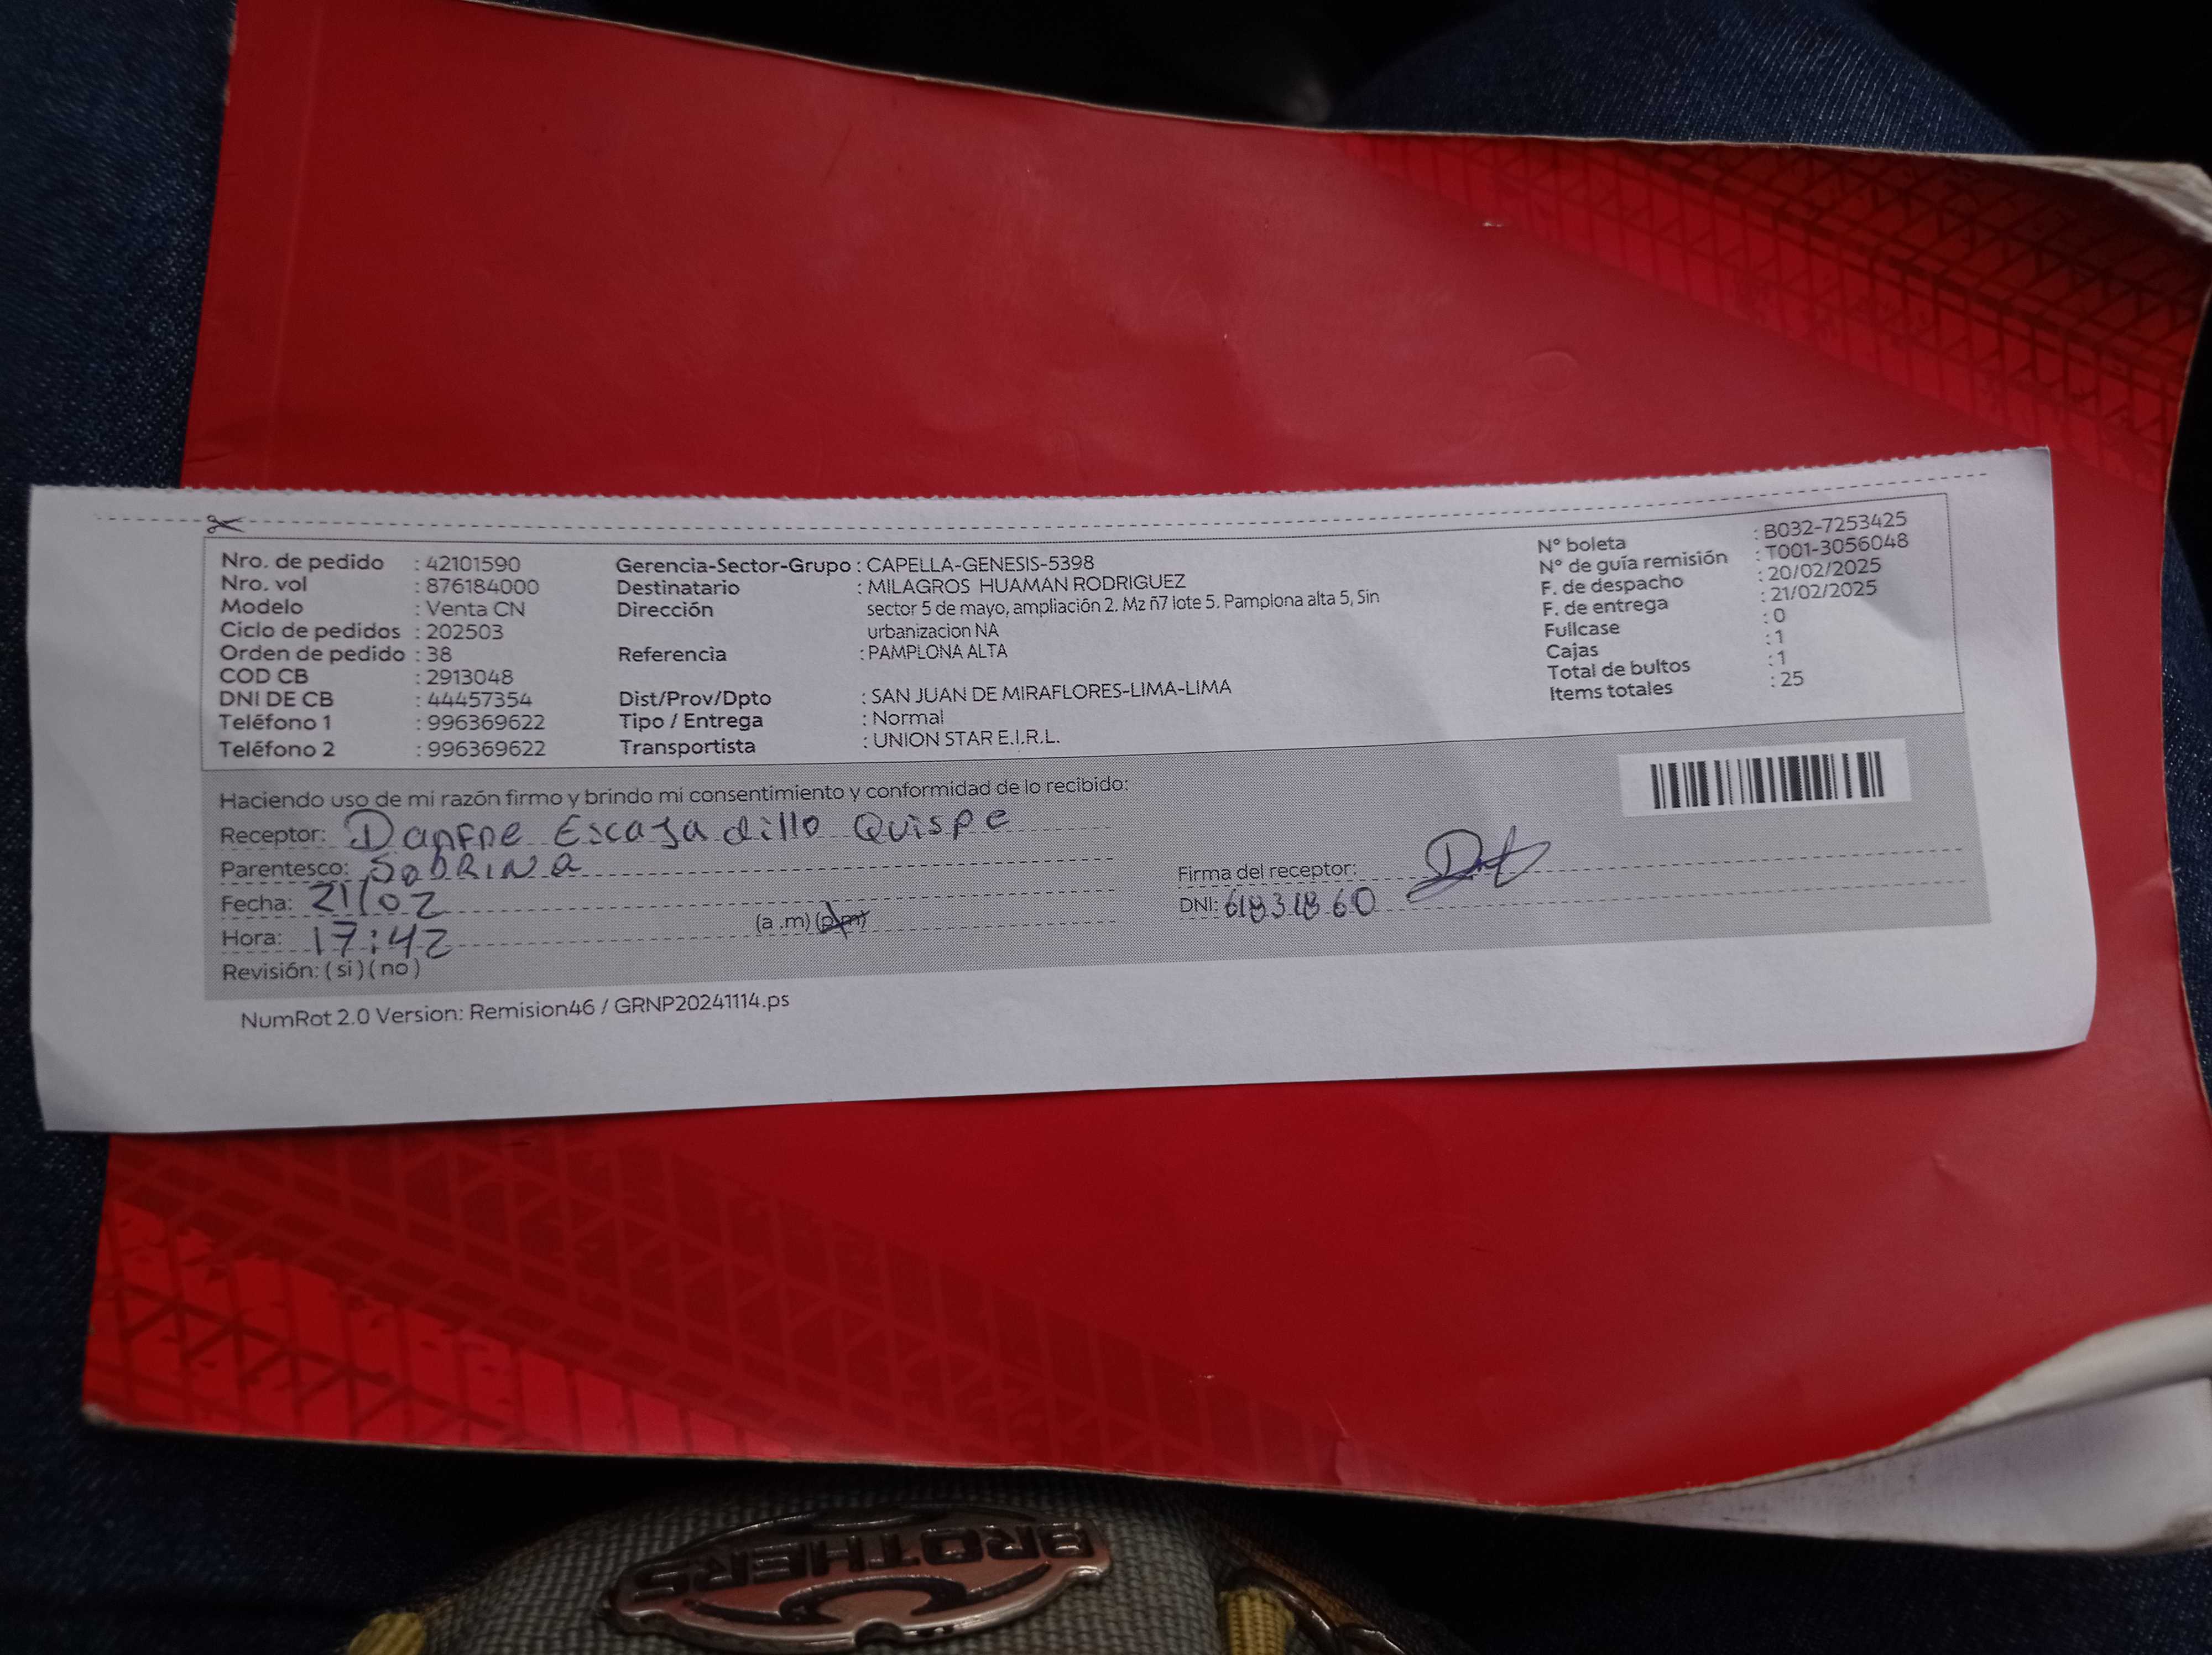 Nro. de pedido : 42101590
Nro. vol : 876184000
Modelo : Venta CN
Ciclo de pedidos : 202503
Orden de pedido : 38
COD CB : 2913048
DNI DE CB : 44457354
Teléfono 1 : 996369622
Teléfono 2 : 996369622
Gerencia-Sector-Grupo : CAPELLA-GENESIS-5398
Destinatario : MILAGROS HUAMAN RODRIGUEZ
Dirección sector 5 de mayo, ampliación 2. Mz ñ7 lote 5. Pamplona alta 5, Sin
urbanizacion NA
Referencia : PAMPLONA ALTA
Dist/Prov/Dpto : SAN JUAN DE MIRAFLORES-LIMA-LIMA
Tipo / Entrega : Normal
Transportista : UNION STAR E.I.R.L.
N° boleta : B032-7253425
N° de guía remisión : T001-3056048
F. de despacho : 20/02/2025
F. de entrega : 21/02/2025
Fullcase : 0
Cajas : 1
Total de bultos : 1
Items totales : 25
Haciendo uso de mi razón firmo y brindo mi consentimiento y conformidad de lo recibido:
Receptor: Danfne Escajadillo Quispe
Parentesco: SobRINa
Fecha: 21/02
Hora: 17:42 (a .m) (p.m)
Revisión: ( si ) ( no )
Firma del receptor:
DNI: 61831860
NumRot 2.0 Version: Remision46 / GRNP20241114.ps
BROTHERS